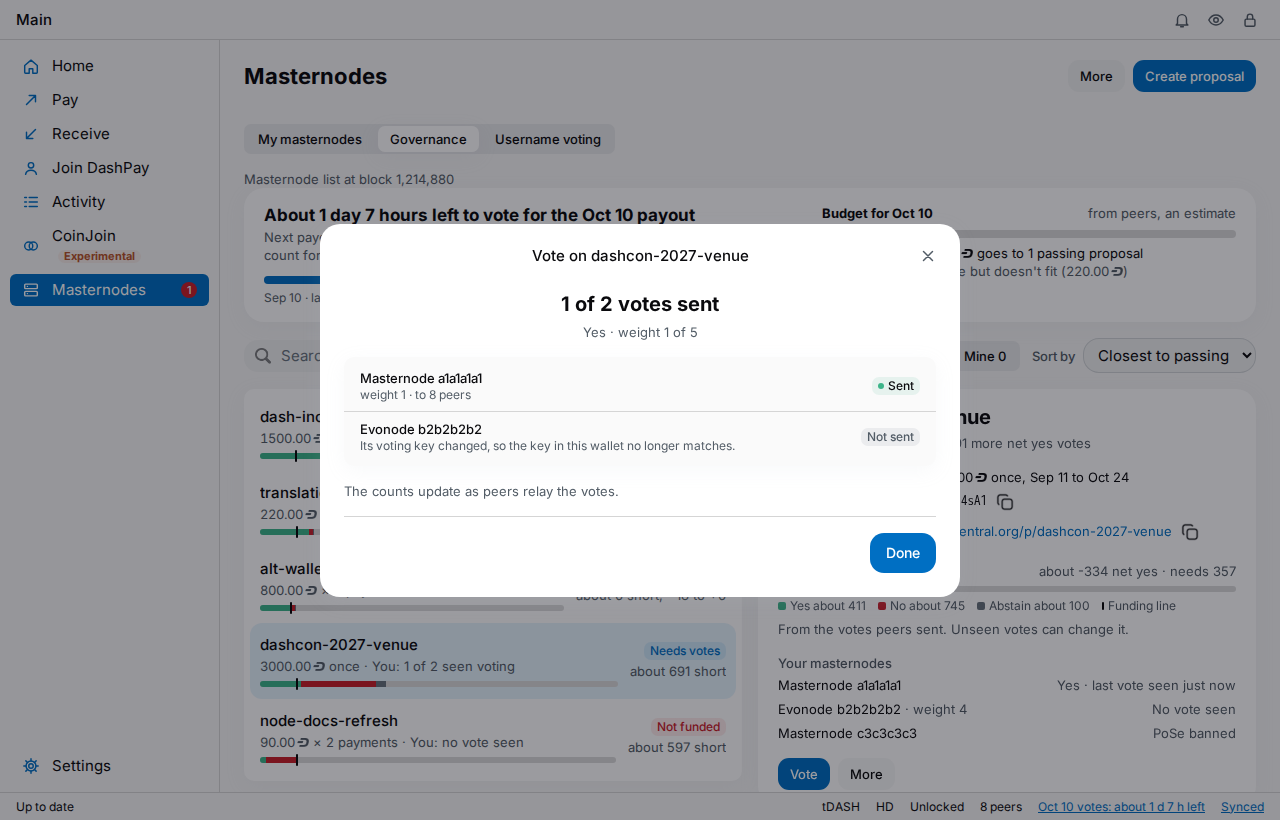 Main
Home
Pay
Receive
Join DashPay
Activity
CoinJoin
Experimental
Masternodes
1
Settings
Masternodes
More
Create proposal
My masternodes
Governance
Username voting
Masternode list at block 1,214,880
About 1 day 7 hours left to vote for the Oct 10 payout
Next pay
count for
Sep 10 · la
Budget for Oct 10
from peers, an estimate
goes to 1 passing proposal
but doesn't fit (220.00)
Mine 0
Sort by
Closest to passing
Vote on dashcon-2027-venue
1 of 2 votes sent
Yes · weight 1 of 5
Masternode a1a1a1a1
weight 1 · to 8 peers
Sent
Evonode b2b2b2b2
Its voting key changed, so the key in this wallet no longer matches.
Not sent
The counts update as peers relay the votes.
Done
1500.00
220.00
800.00
dashcon-2027-venue
3000.00 once · You: 1 of 2 seen voting
Needs votes
about 691 short
node-docs-refresh
90.00 × 2 payments · You: no vote seen
Not funded
about 597 short
more net yes votes
once, Sep 11 to Oct 24
4sA1
entral.org/p/dashcon-2027-venue
about -334 net yes · needs 357
Yes about 411
No about 745
Abstain about 100
Funding line
From the votes peers sent. Unseen votes can change it.
Your masternodes
Masternode a1a1a1a1
Yes · last vote seen just now
Evonode b2b2b2b2 · weight 4
No vote seen
Masternode c3c3c3c3
PoSe banned
Vote
More
Up to date
tDASH
HD
Unlocked
8 peers
Oct 10 votes: about 1 d 7 h left
Synced